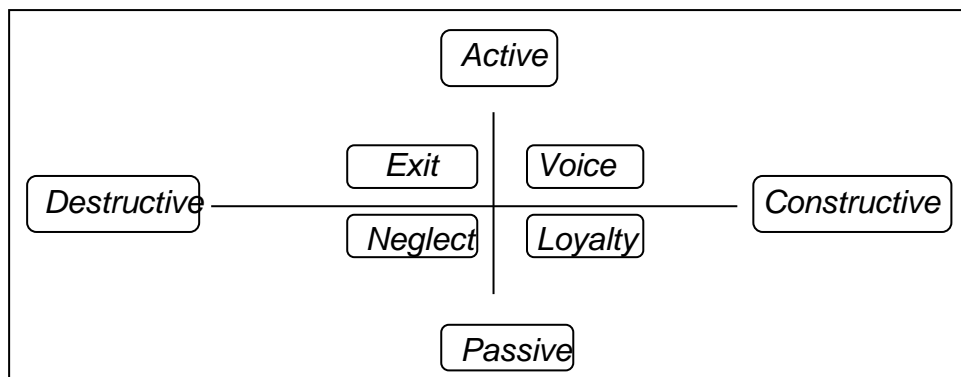 Active
Exit Voice
Destructive Constructive
Neglect Loyalty
Passive